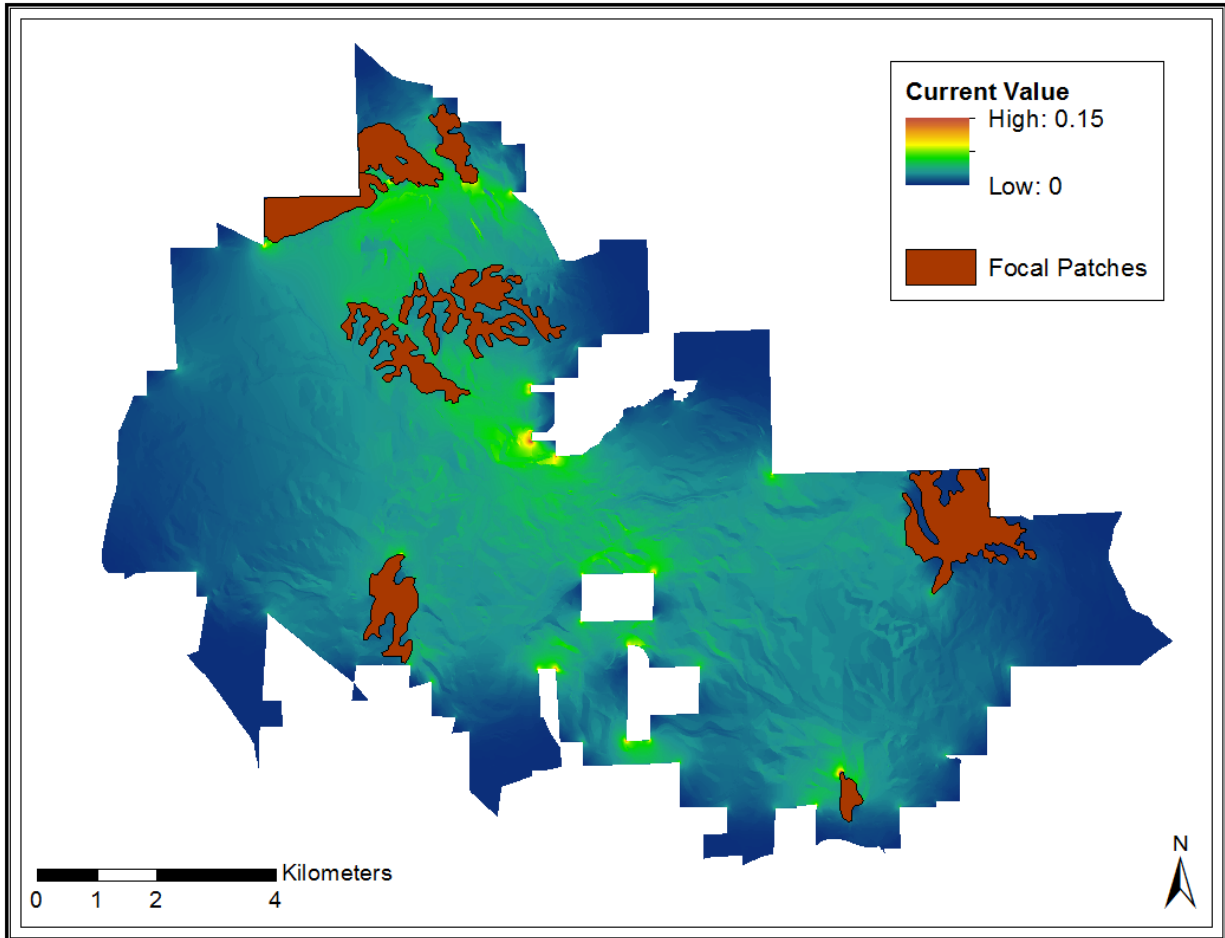 Current Value
High: 0.15
Low: 0
Focal Patches
N
Kilometers
0 1 2 4